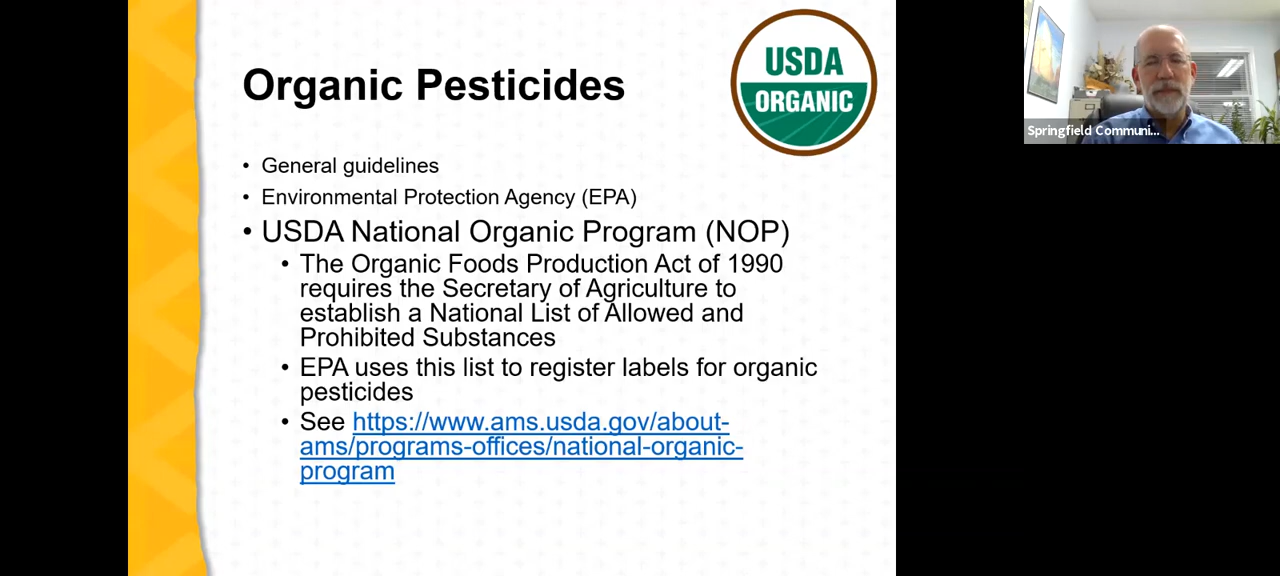 Organic Pesticides
USDA
ORGANIC
• General guidelines
• Environmental Protection Agency (EPA)
• USDA National Organic Program (NOP)
• The Organic Foods Production Act of 1990
requires the Secretary of Agriculture to
establish a National List of Allowed and
Prohibited Substances
• EPA uses this list to register labels for organic
pesticides
• See https://www.ams.usda.gov/about-
ams/programs-offices/national-organic-
program
Springfield Communi...